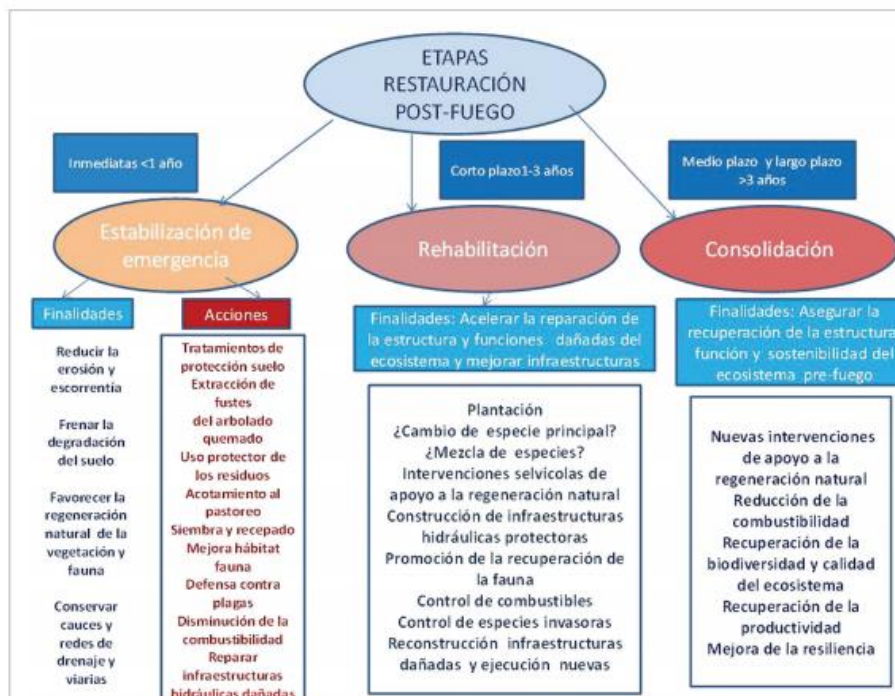 ETAPAS
RESTAURACIÓN
POST-FUEGO
Inmediatas <1 año
Corto plazo1-3 años
Medio plazo y largo plazo
>3 años
Estabilización de
emergencia
Rehabilitación
Consolidación
Finalidades
Acciones
Reducir la
erosión y
escorrentía
Frenar la
degradación
del suelo
Favorecer la
regeneración
natural de la
vegetación y
fauna
Conservar
cauces y
redes de
drenaje y
viarias
Tratamientos de
protección suelo
Extracción de
fustes
del arbolado
quemado
Uso protector de
los residuos
Acotamiento al
pastoreo
Siembra y recepado
Mejora hábitat
fauna
Defensa contra
plagas
Disminución de la
combustibilidad
Reparar
infraestructuras
hidráulicas dañadas
Finalidades: Acelerar la reparación de
la estructura y funciones dañadas del
ecosistema y mejorar infraestructuras
Plantación
¿Cambio de especie principal?
¿Mezcla de especies?
Intervenciones selvícolas de
apoyo a la regeneración natural
Construcción de infraestructuras
hidráulicas protectoras
Promoción de la recuperación de
la fauna
Control de combustibles
Control de especies invasoras
Reconstrucción infraestructuras
dañadas y ejecución nuevas
Finalidades: Asegurar la
recuperación de la estructura
función y sostenibilidad del
ecosistema pre-fuego
Nuevas intervenciones
de apoyo a la
regeneración natural
Reducción de la
combustibilidad
Recuperación de la
biodiversidad y calidad
del ecosistema
Recuperación de la
productividad
Mejora de la resiliencia